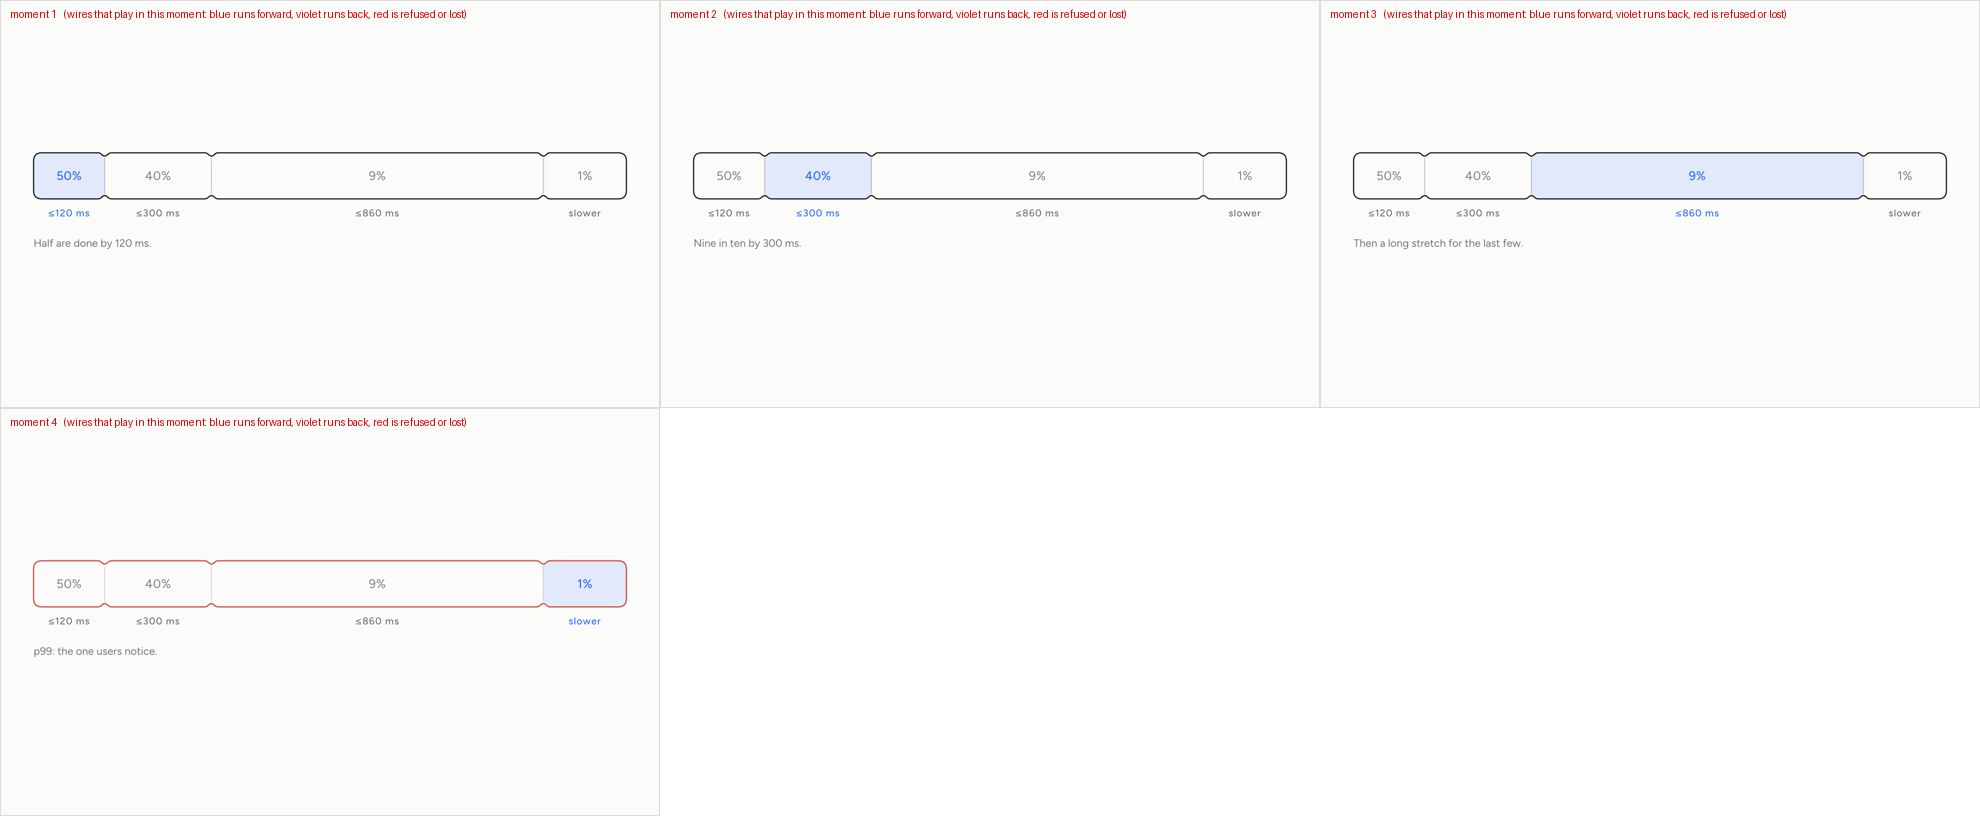 moment 1 (wires that play in this moment: blue runs forward, violet runs back, red is refused or lost)
50% 40% 9% 1%
≤120 ms ≤300 ms ≤860 ms slower
Half are done by 120 ms.
moment 2 (wires that play in this moment: blue runs forward, violet runs back, red is refused or lost)
50% 40% 9% 1%
≤120 ms ≤300 ms ≤860 ms slower
Nine in ten by 300 ms.
moment 3 (wires that play in this moment: blue runs forward, violet runs back, red is refused or lost)
50% 40% 9% 1%
≤120 ms ≤300 ms ≤860 ms slower
Then a long stretch for the last few.
moment 4 (wires that play in this moment: blue runs forward, violet runs back, red is refused or lost)
50% 40% 9% 1%
≤120 ms ≤300 ms ≤860 ms slower
p99: the one users notice.